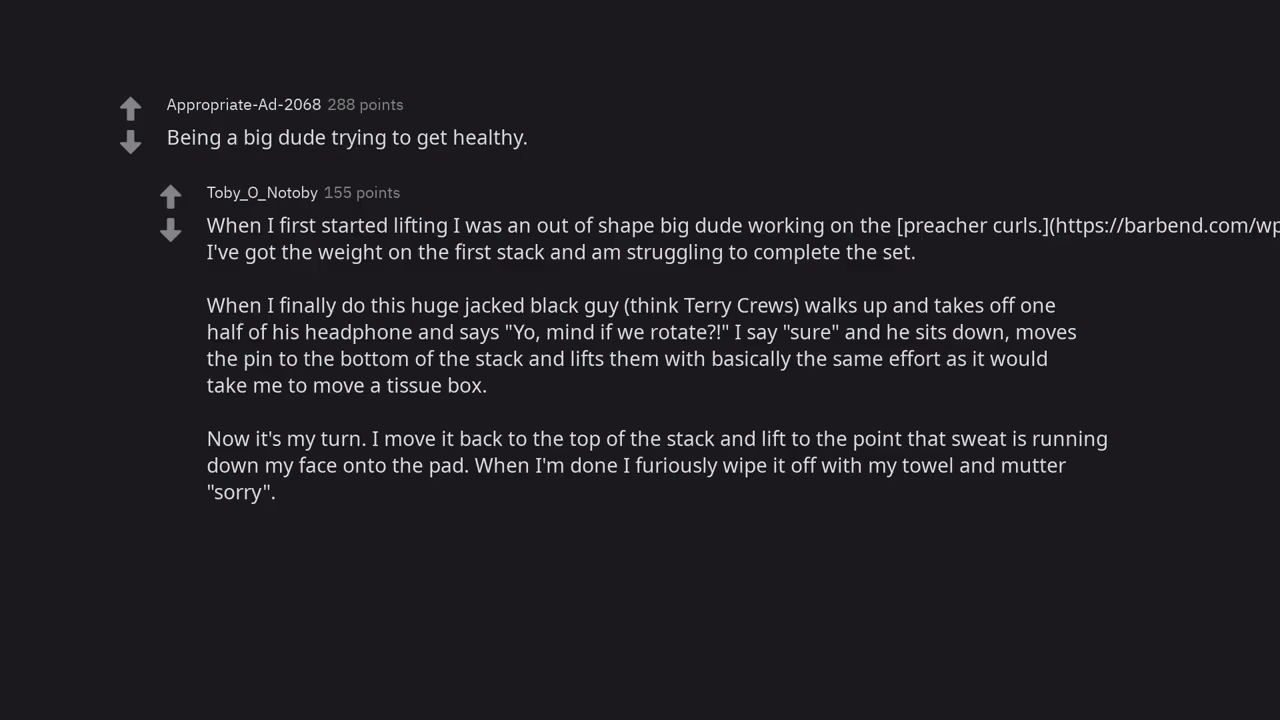 Appropriate-Ad-2068 288 points
Being a big dude trying to get healthy.
Toby_O_Notoby 155 points
When I first started lifting I was an out of shape big dude working on the [preacher curls.](https://barbend.com/wp
I've got the weight on the first stack and am struggling to complete the set.
When I finally do this huge jacked black guy (think Terry Crews) walks up and takes off one
half of his headphone and says "Yo, mind if we rotate?!" I say "sure" and he sits down, moves
the pin to the bottom of the stack and lifts them with basically the same effort as it would
take me to move a tissue box.
Now it's my turn. I move it back to the top of the stack and lift to the point that sweat is running
down my face onto the pad. When I'm done I furiously wipe it off with my towel and mutter
"sorry".